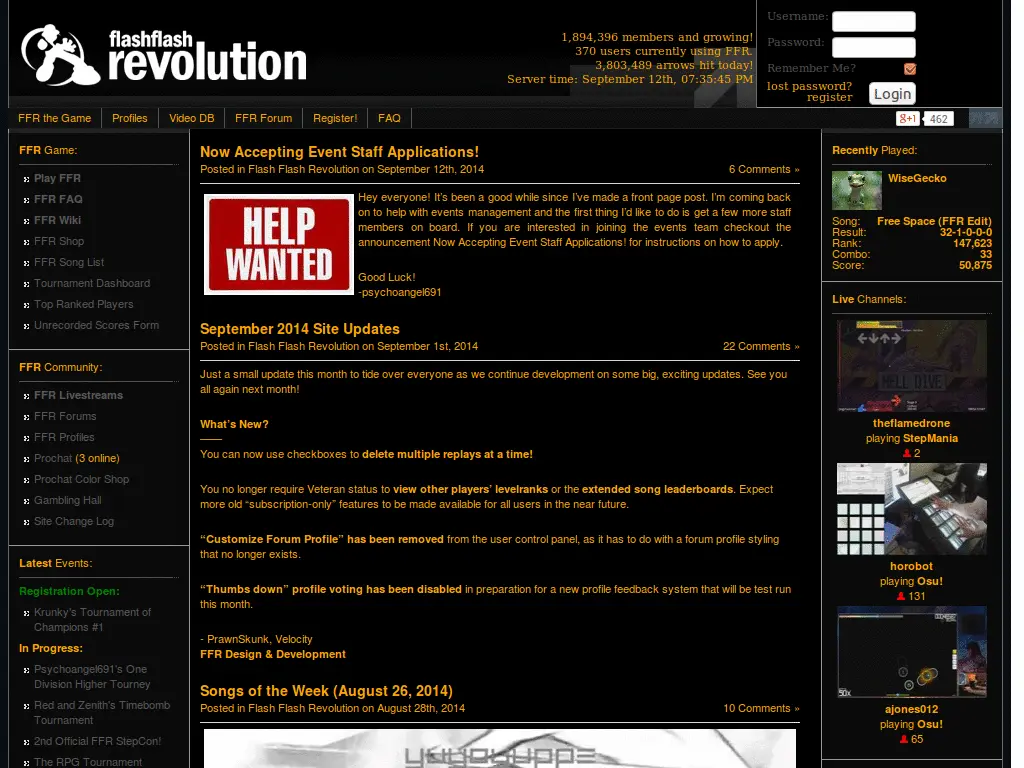 flashflash
revolution
1,894,396 members and growing!
370 users currently using FFR.
3,803,489 arrows hit today!
Server time: September 12th, 07:35:45 PM
Username:
Password:
Remember Me?
lost password?
register
Login
FFR the Game
Profiles
Video DB
FFR Forum
Register!
FAQ
g+1
462
FFR Game:
Play FFR
FFR FAQ
FFR Wiki
FFR Shop
FFR Song List
Tournament Dashboard
Top Ranked Players
Unrecorded Scores Form
FFR Community:
FFR Livestreams
FFR Forums
FFR Profiles
Prochat (3 online)
Prochat Color Shop
Gambling Hall
Site Change Log
Latest Events:
Registration Open:
Krunky's Tournament of
Champions #1
In Progress:
Psychoangel691's One
Division Higher Tourney
Red and Zenith's Timebomb
Tournament
2nd Official FFR StepCon!
The RPG Tournament
Now Accepting Event Staff Applications!
Posted in Flash Flash Revolution on September 12th, 2014
6 Comments »
HELP
WANTED
Hey everyone! It's been a good while since I've made a front page post. I'm coming back
on to help with events management and the first thing I'd like to do is get a few more staff
members on board. If you are interested in joining the events team checkout the
announcement Now Accepting Event Staff Applications! for instructions on how to apply.
Good Luck!
-psychoangel691
September 2014 Site Updates
Posted in Flash Flash Revolution on September 1st, 2014
22 Comments »
Just a small update this month to tide over everyone as we continue development on some big, exciting updates. See you
all again next month!
What's New?
——
You can now use checkboxes to delete multiple replays at a time!
You no longer require Veteran status to view other players' levelranks or the extended song leaderboards. Expect
more old “subscription-only” features to be made available for all users in the near future.
“Customize Forum Profile” has been removed from the user control panel, as it has to do with a forum profile styling
that no longer exists.
“Thumbs down” profile voting has been disabled in preparation for a new profile feedback system that will be test run
this month.
- PrawnSkunk, Velocity
FFR Design & Development
Songs of the Week (August 26, 2014)
Posted in Flash Flash Revolution on August 28th, 2014
10 Comments »
yuyoyuppe
Recently Played:
WiseGecko
Song: Free Space (FFR Edit)
Result: 32-1-0-0-0
Rank: 147,623
Combo: 33
Score: 50,875
Live Channels:
HELL DIVE
theflamedrone
playing StepMania
2
horobot
playing Osu!
131
50x
ajones012
playing Osu!
65